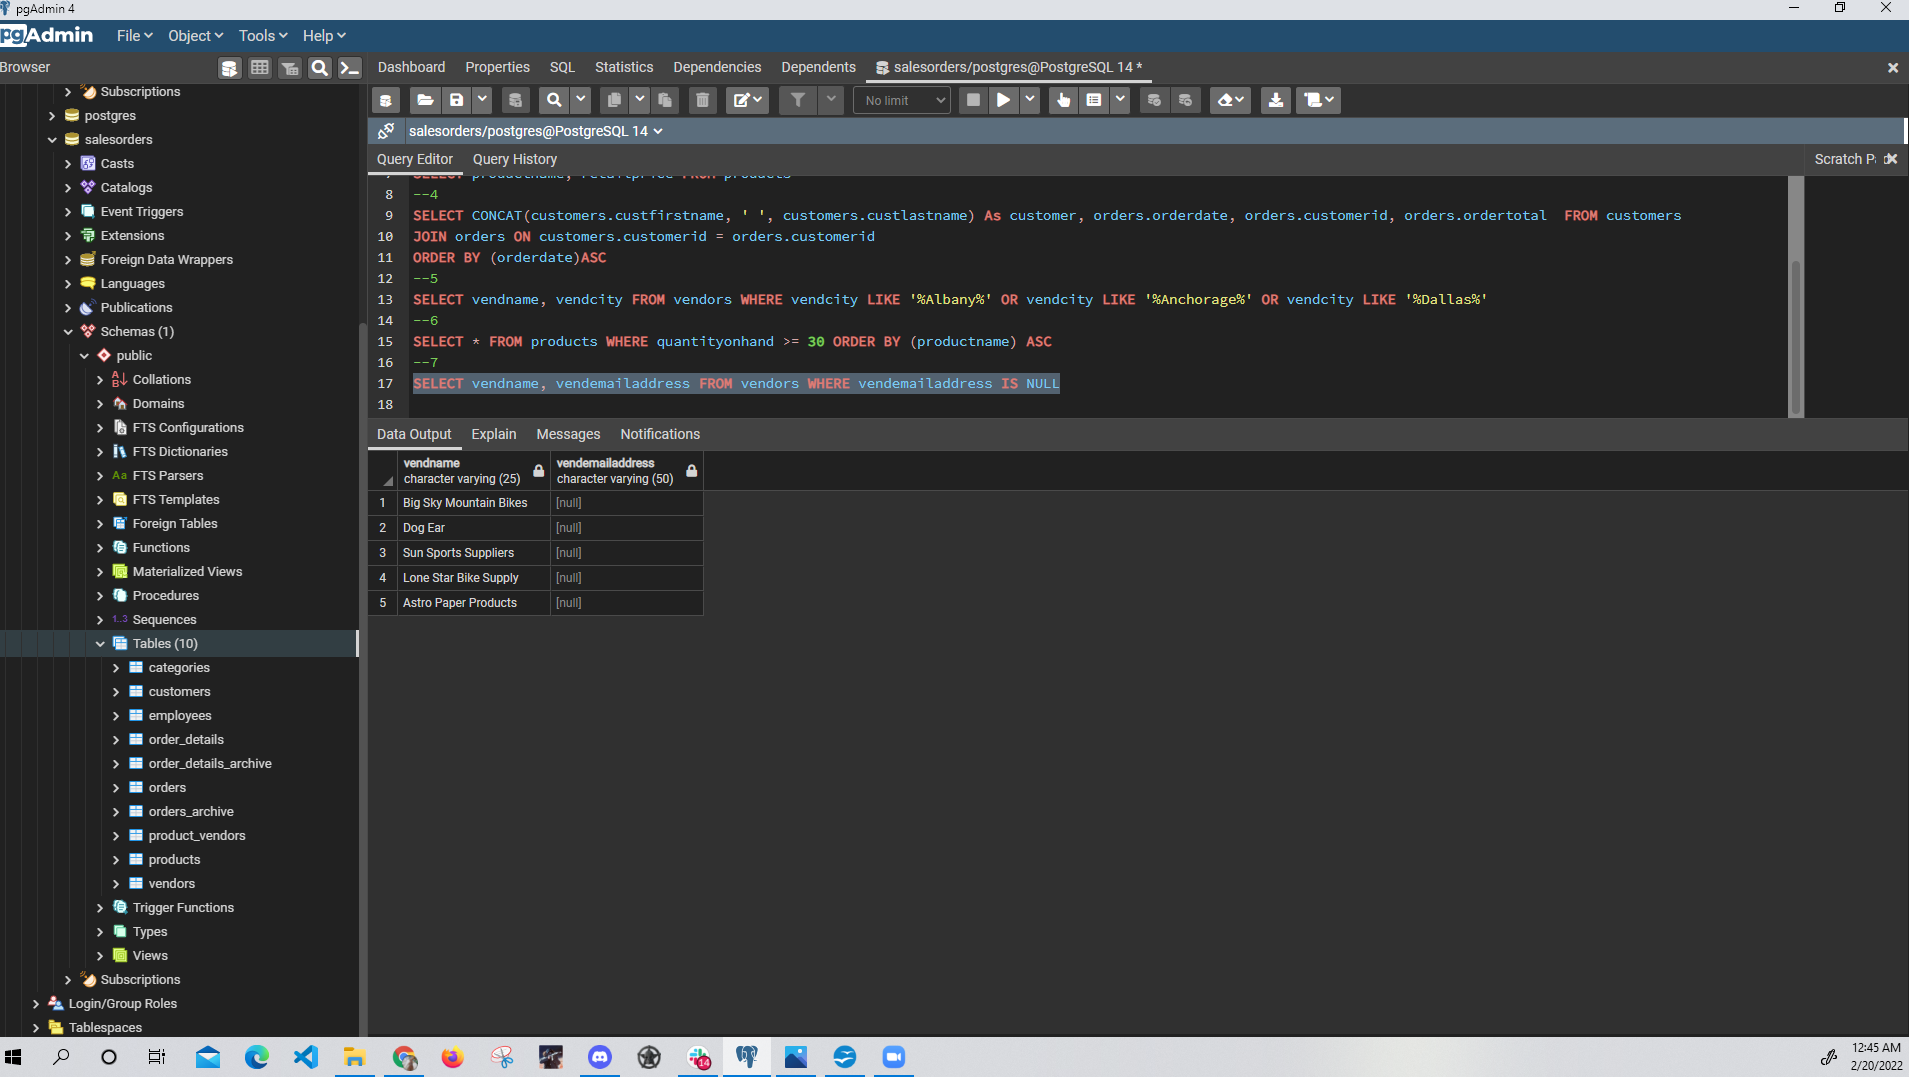 pgAdmin 4
pgAdmin File Object Tools Help
Browser
Dashboard Properties SQL Statistics Dependencies Dependents salesorders/postgres@PostgreSQL 14 *
No limit
salesorders/postgres@PostgreSQL 14
Query Editor Query History
Scratch P
Subscriptions
postgres
salesorders
Casts
Catalogs
Event Triggers
Extensions
Foreign Data Wrappers
Languages
Publications
Schemas (1)
public
Collations
Domains
FTS Configurations
FTS Dictionaries
Aa FTS Parsers
FTS Templates
Foreign Tables
Functions
Materialized Views
Procedures
1..3 Sequences
Tables (10)
categories
customers
employees
order_details
order_details_archive
orders
orders_archive
product_vendors
products
vendors
Trigger Functions
Types
Views
Subscriptions
Login/Group Roles
Tablespaces
7 SELECT productname, retailprice FROM products
8 --4
9 SELECT CONCAT(customers.custfirstname, ' ', customers.custlastname) As customer, orders.orderdate, orders.customerid, orders.ordertotal  FROM customers
10 JOIN orders ON customers.customerid = orders.customerid
11 ORDER BY (orderdate)ASC
12 --5
13 SELECT vendname, vendcity FROM vendors WHERE vendcity LIKE '%Albany%' OR vendcity LIKE '%Anchorage%' OR vendcity LIKE '%Dallas%'
14 --6
15 SELECT * FROM products WHERE quantityonhand >= 30 ORDER BY (productname) ASC
16 --7
17 SELECT vendname, vendemailaddress FROM vendors WHERE vendemailaddress IS NULL
18
Data Output Explain Messages Notifications
vendname vendemailaddress
character varying (25) character varying (50)
1 Big Sky Mountain Bikes [null]
2 Dog Ear [null]
3 Sun Sports Suppliers [null]
4 Lone Star Bike Supply [null]
5 Astro Paper Products [null]
14
12:45 AM
2/20/2022